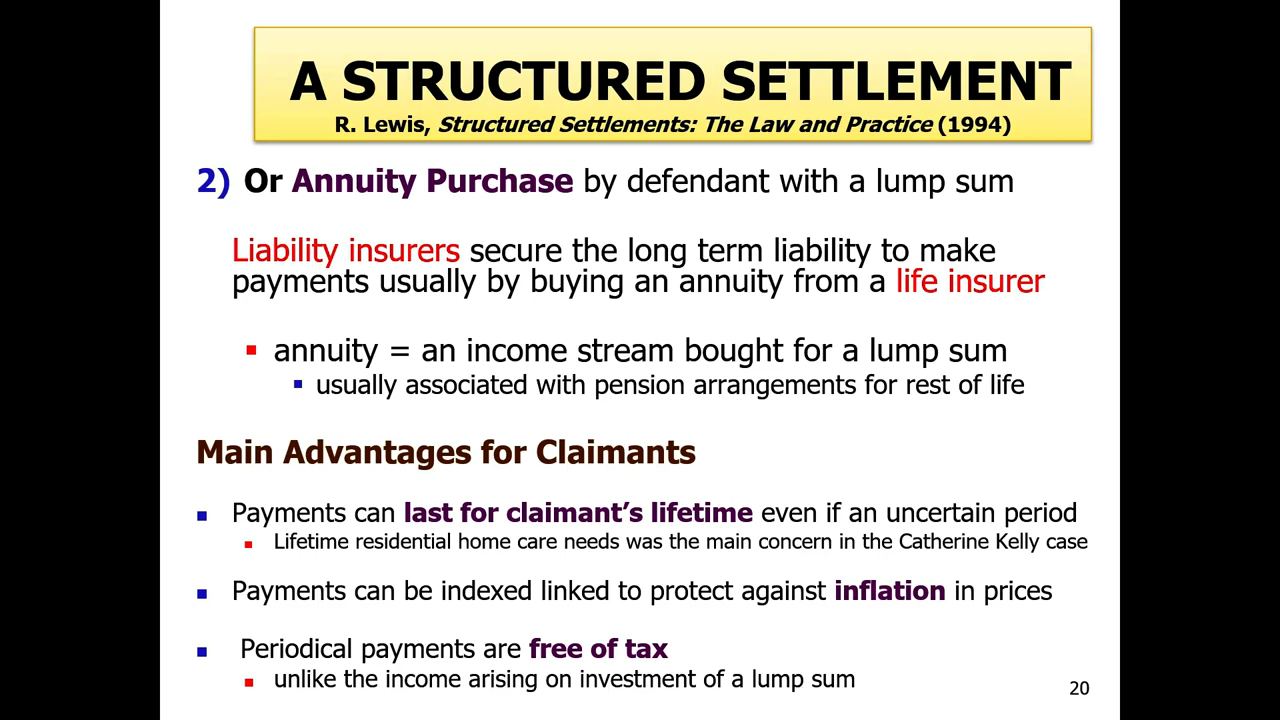 A STRUCTURED SETTLEMENT
R. Lewis, Structured Settlements: The Law and Practice (1994)
2) Or Annuity Purchase by defendant with a lump sum
Liability insurers secure the long term liability to make
payments usually by buying an annuity from a life insurer
▪ annuity = an income stream bought for a lump sum
▪ usually associated with pension arrangements for rest of life
Main Advantages for Claimants
▪ Payments can last for claimant’s lifetime even if an uncertain period
▪ Lifetime residential home care needs was the main concern in the Catherine Kelly case
▪ Payments can be indexed linked to protect against inflation in prices
▪ Periodical payments are free of tax
▪ unlike the income arising on investment of a lump sum
20